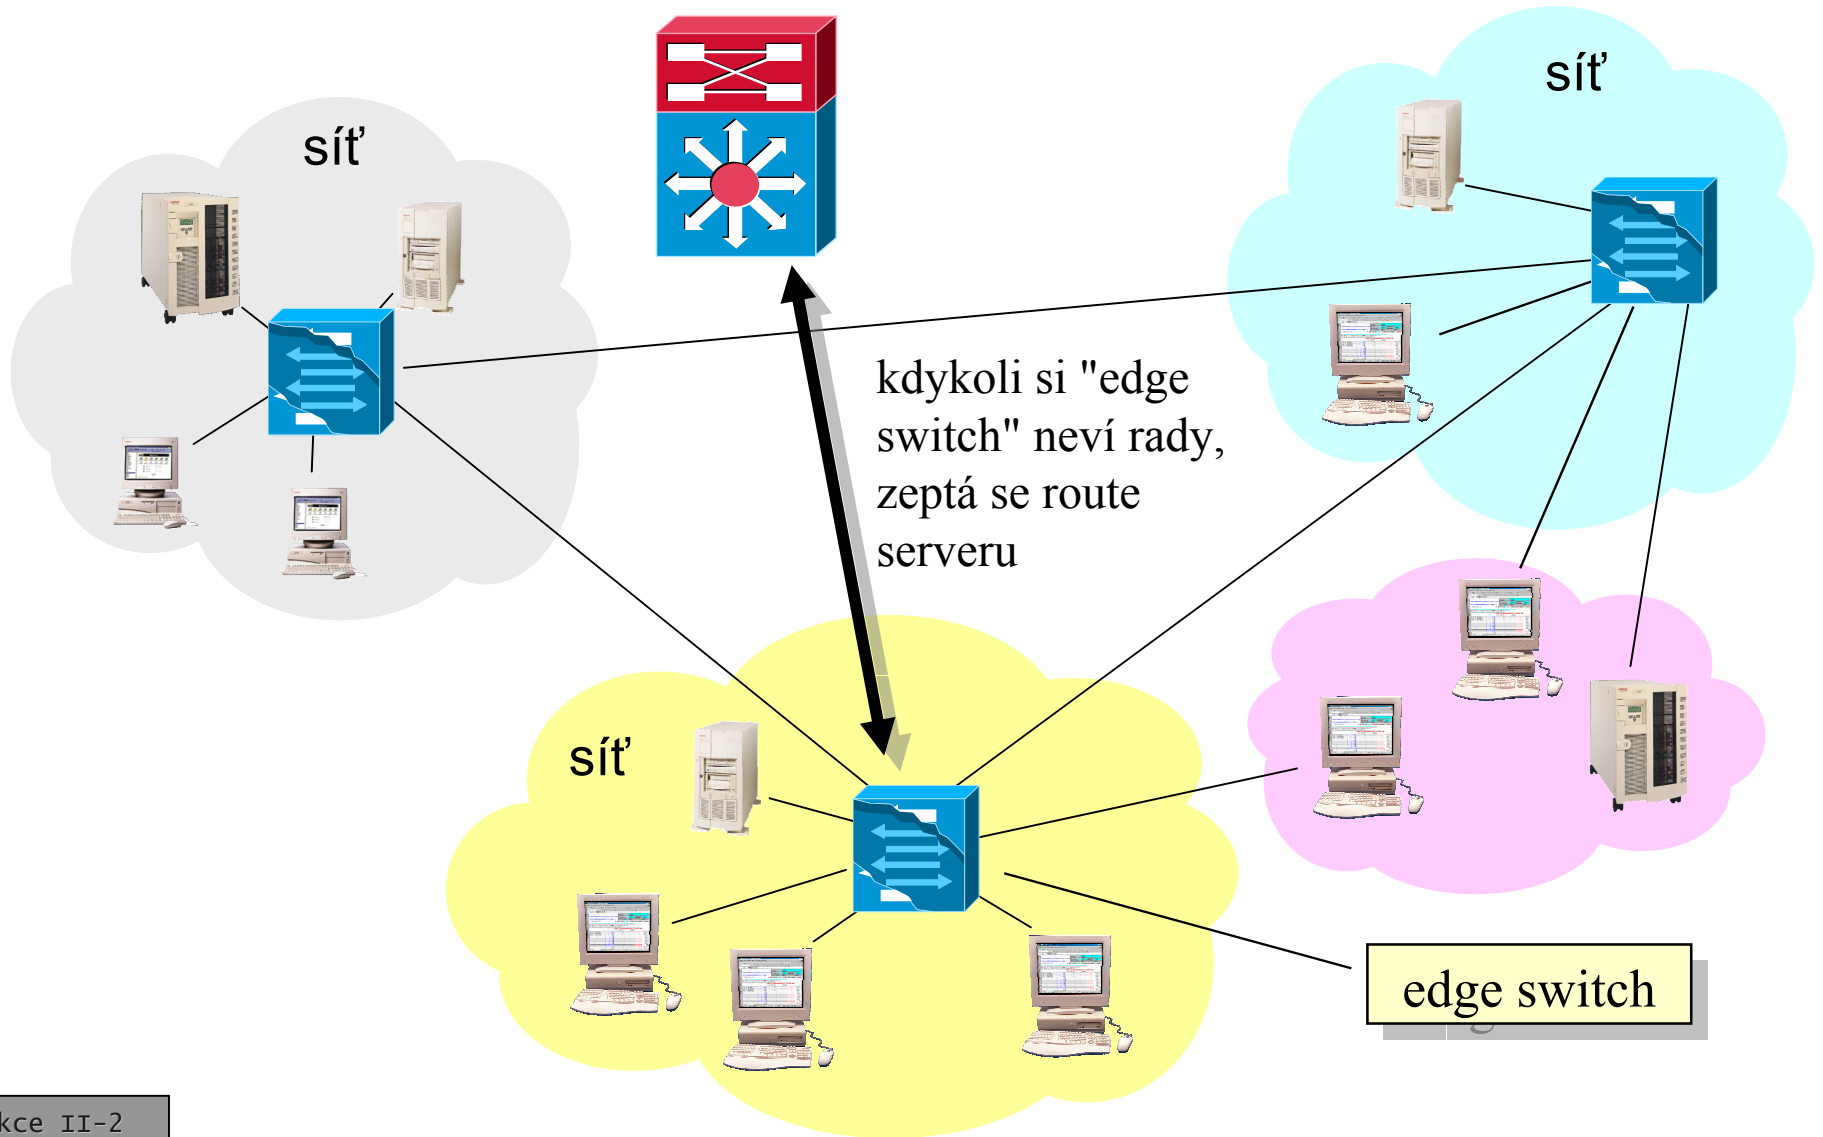 síť
síť
kdykoli si "edge
switch" neví rady,
zeptá se route
serveru
síť
edge switch
kce II-2